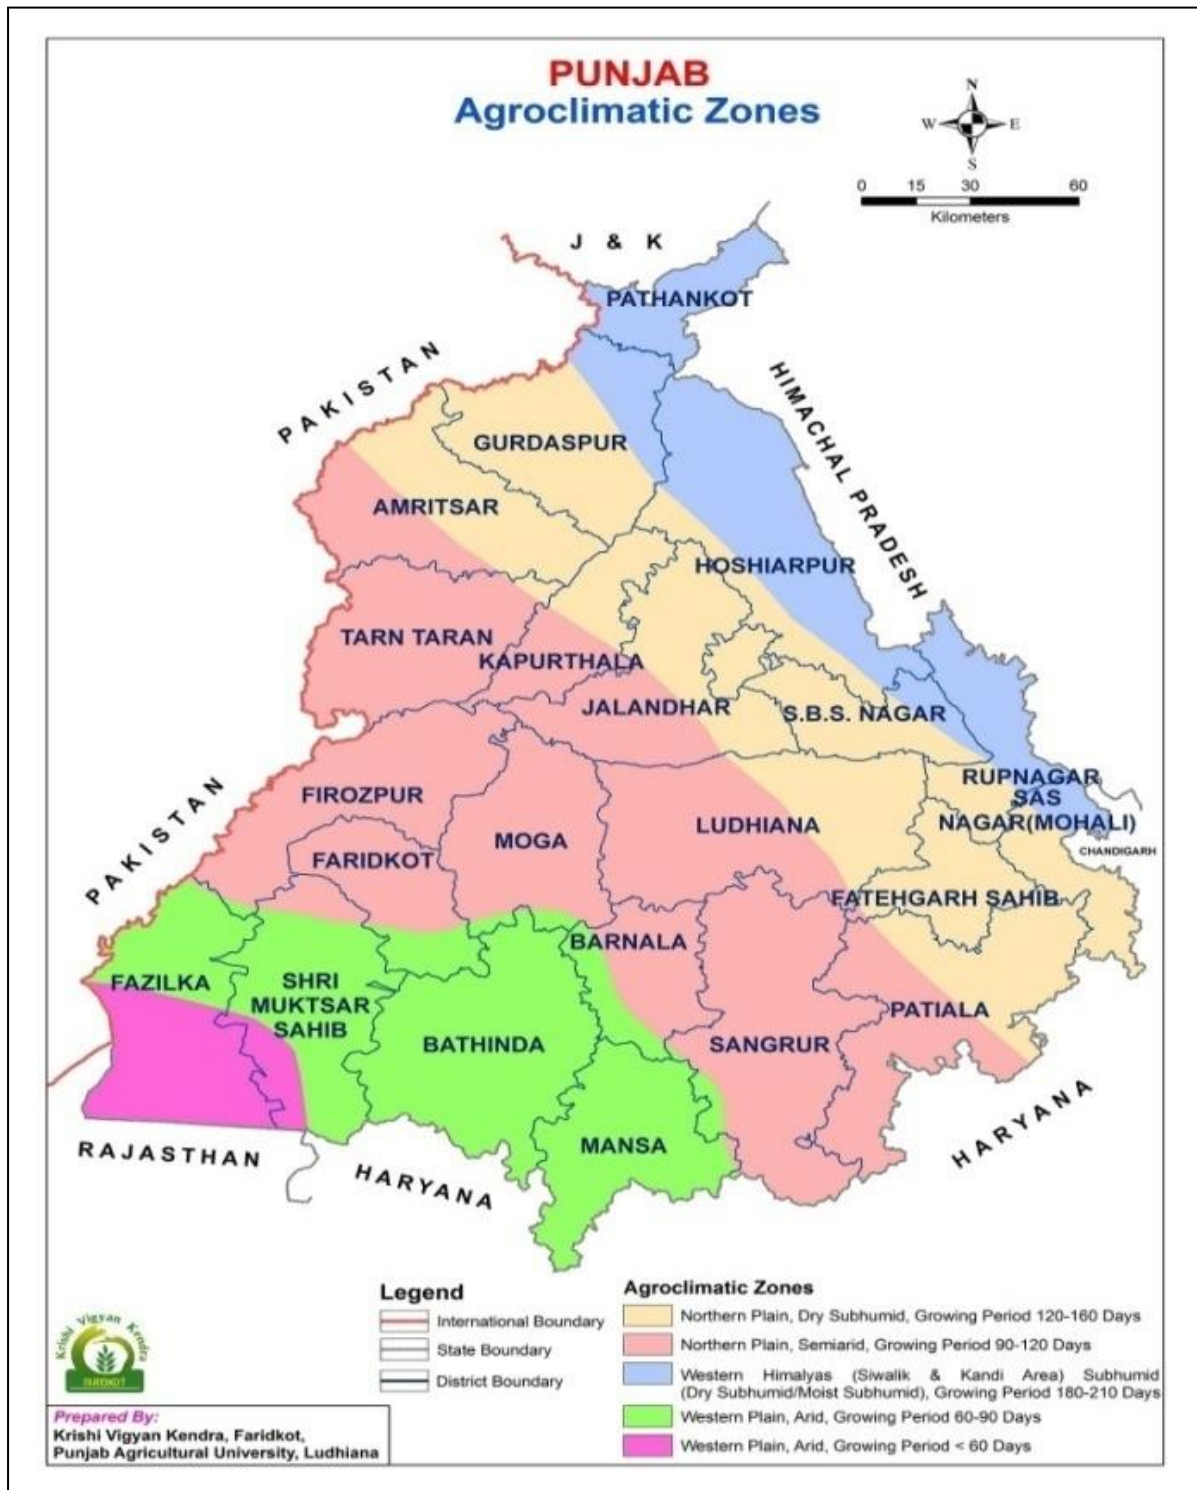 PUNJAB
Agroclimatic Zones
N
W E
S
0 15 30 60
Kilometers
J & K
PATHANKOT
PAKISTAN
HIMACHAL PRADESH
GURDASPUR
AMRITSAR
HOSHIARPUR
TARN TARAN
KAPURTHALA
JALANDHAR
S.B.S. NAGAR
RUPNAGAR
SAS
NAGAR(MOHALI)
CHANDIGARH
FIROZPUR
MOGA
LUDHIANA
FARIDKOT
PAKISTAN
FATEHGARH SAHIB
BARNALA
FAZILKA
SHRI
MUKTSAR
SAHIB
PATIALA
BATHINDA
SANGRUR
MANSA
RAJASTHAN
HARYANA
HARYANA
Legend
International Boundary
State Boundary
District Boundary
Agroclimatic Zones
Northern Plain, Dry Subhumid, Growing Period 120-160 Days
Northern Plain, Semiarid, Growing Period 90-120 Days
Western Himalyas (Siwalik & Kandi Area) Subhumid
(Dry Subhumid/Moist Subhumid), Growing Period 180-210 Days
Western Plain, Arid, Growing Period 60-90 Days
Western Plain, Arid, Growing Period < 60 Days
Krishi Vigyan Kendra
FARIDKOT
Prepared By:
Krishi Vigyan Kendra, Faridkot,
Punjab Agricultural University, Ludhiana